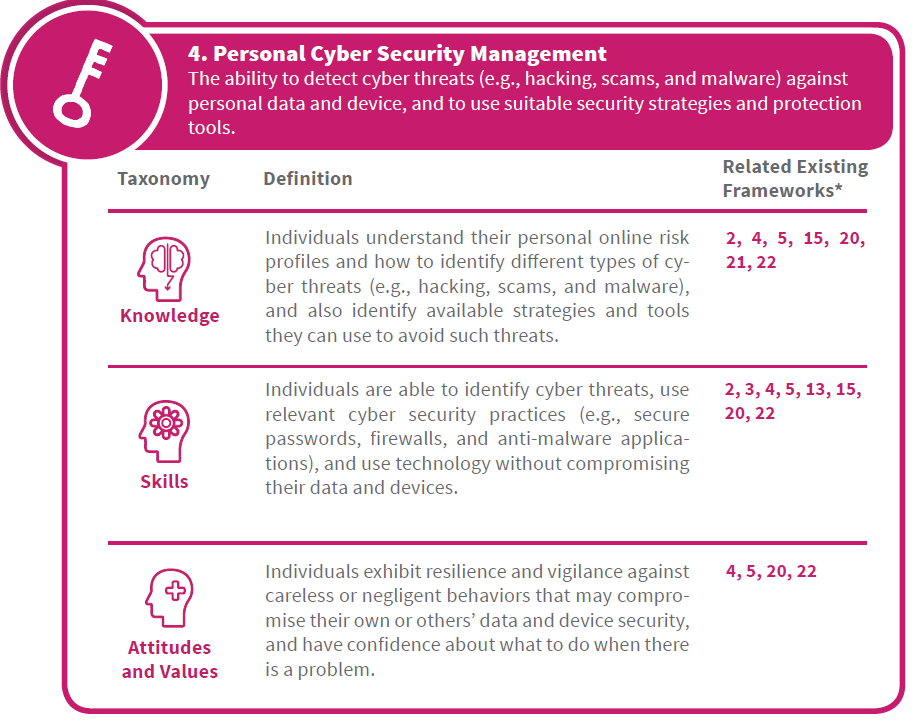 4. Personal Cyber Security Management
The ability to detect cyber threats (e.g., hacking, scams, and malware) against
personal data and device, and to use suitable security strategies and protection
tools.
Taxonomy
Definition
Related Existing
Frameworks*
Knowledge
Individuals understand their personal online risk
profiles and how to identify different types of cy-
ber threats (e.g., hacking, scams, and malware),
and also identify available strategies and tools
they can use to avoid such threats.
2, 4, 5, 15, 20,
21, 22
Skills
Individuals are able to identify cyber threats, use
relevant cyber security practices (e.g., secure
passwords, firewalls, and anti-malware applica-
tions), and use technology without compromising
their data and devices.
2, 3, 4, 5, 13, 15,
20, 22
Attitudes
and Values
Individuals exhibit resilience and vigilance against
careless or negligent behaviors that may compro-
mise their own or others’ data and device security,
and have confidence about what to do when there
is a problem.
4, 5, 20, 22